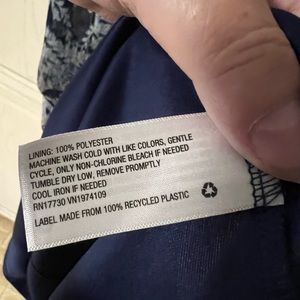 LINING: 100% POLYESTER
MACHINE WASH COLD WITH LIKE COLORS, GENTLE
CYCLE, ONLY NON-CHLORINE BLEACH IF NEEDED
TUMBLE DRY LOW, REMOVE PROMPTLY
COOL IRON IF NEEDED
RN17730 VN1974109
LABEL MADE FROM 100% RECYCLED PLASTIC